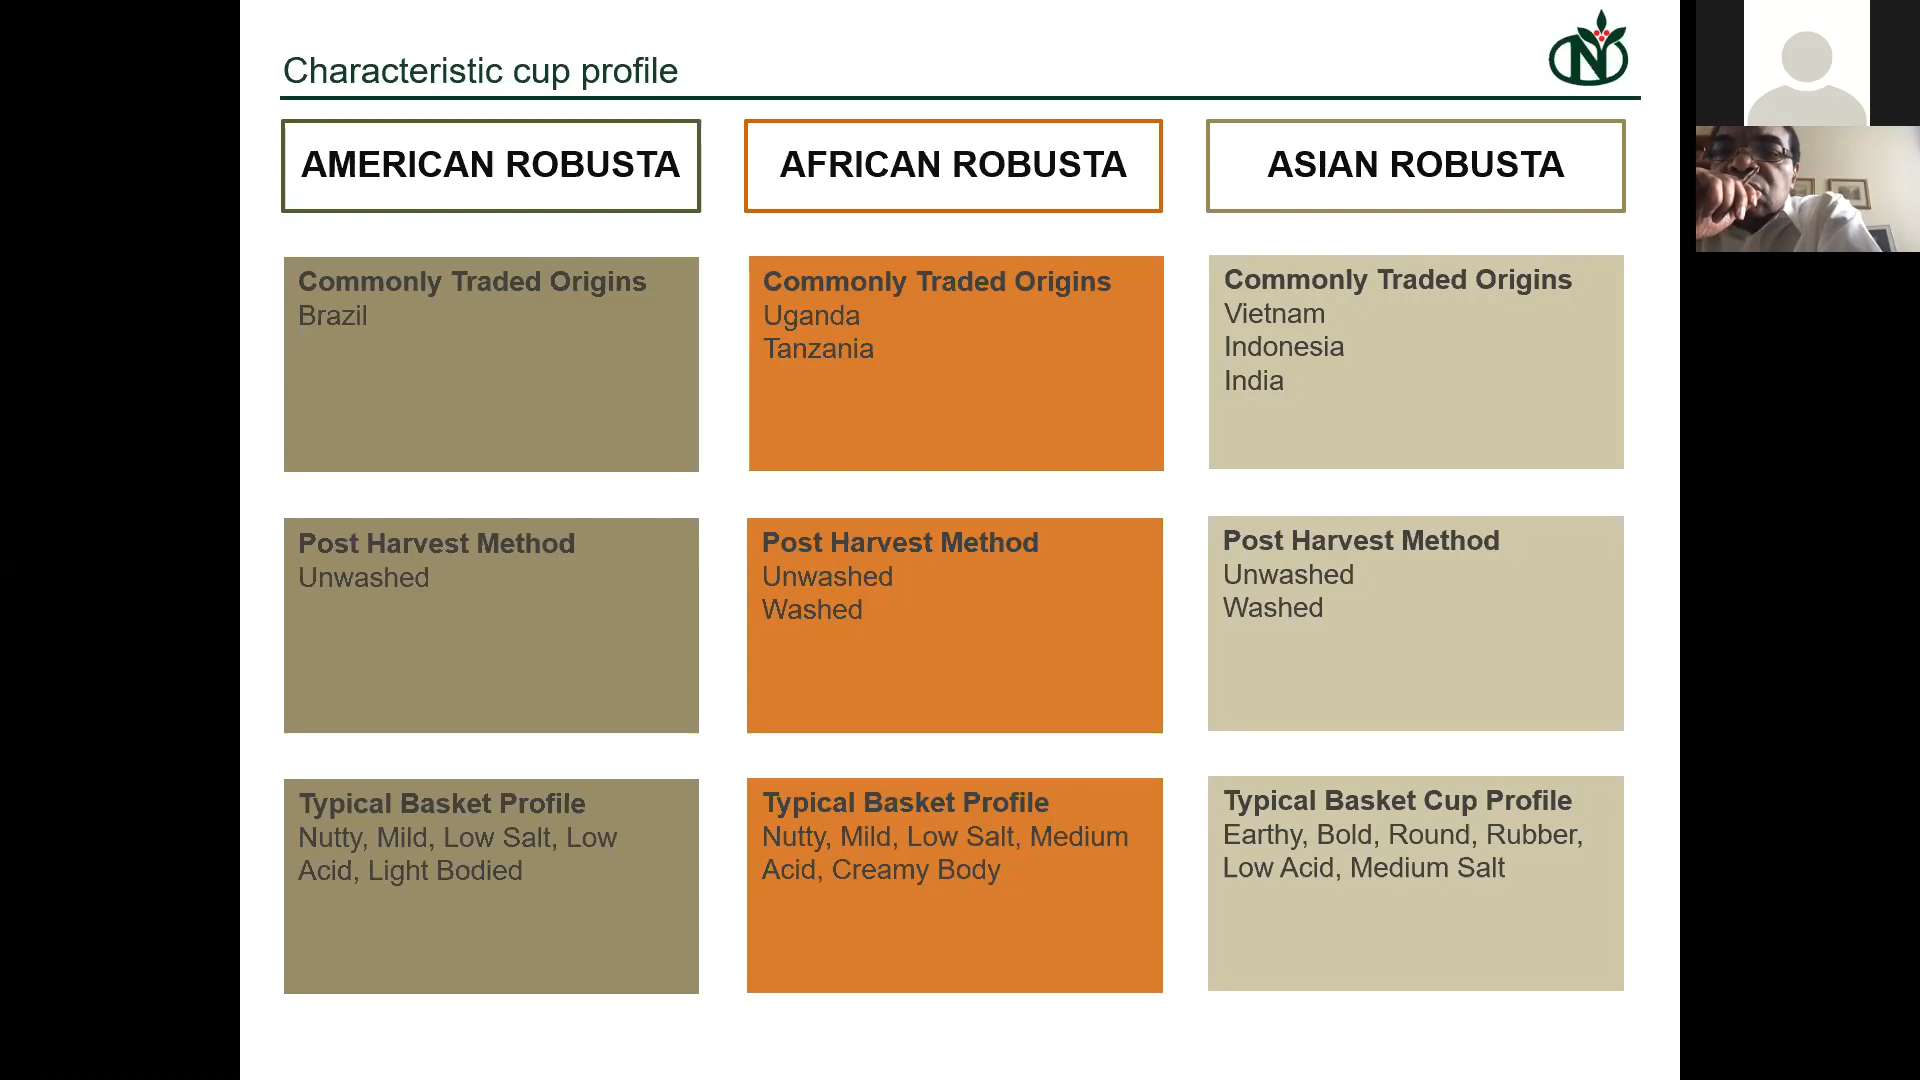 Characteristic cup profile
N
AMERICAN ROBUSTA
AFRICAN ROBUSTA
ASIAN ROBUSTA
Commonly Traded Origins
Brazil
Commonly Traded Origins
Uganda
Tanzania
Commonly Traded Origins
Vietnam
Indonesia
India
Post Harvest Method
Unwashed
Post Harvest Method
Unwashed
Washed
Post Harvest Method
Unwashed
Washed
Typical Basket Profile
Nutty, Mild, Low Salt, Low
Acid, Light Bodied
Typical Basket Profile
Nutty, Mild, Low Salt, Medium
Acid, Creamy Body
Typical Basket Cup Profile
Earthy, Bold, Round, Rubber,
Low Acid, Medium Salt